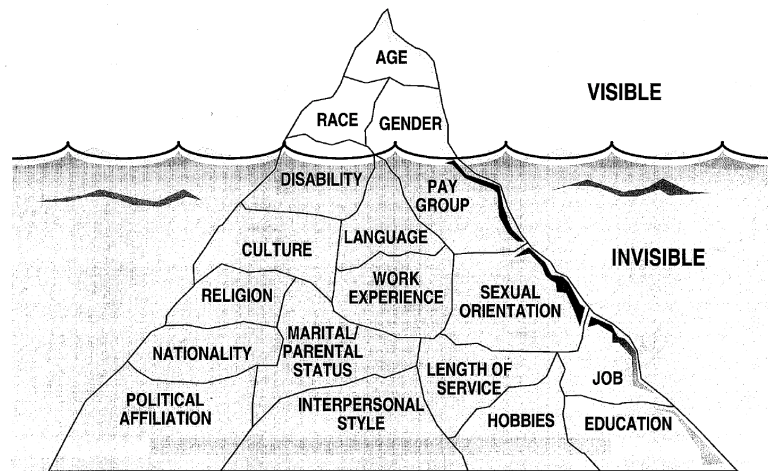 AGE
VISIBLE
RACE
GENDER
DISABILITY
PAY
GROUP
CULTURE
LANGUAGE
INVISIBLE
RELIGION
WORK
EXPERIENCE
SEXUAL
ORIENTATION
NATIONALITY
MARITAL/
PARENTAL
STATUS
LENGTH OF
SERVICE
JOB
POLITICAL
AFFILIATION
INTERPERSONAL
STYLE
HOBBIES
EDUCATION